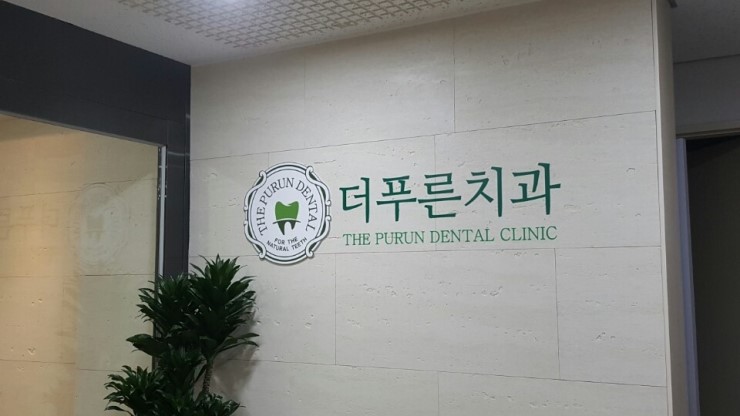 THE PURUN DENTAL
FOR THE
NATURAL TEETH
더푸른치과
THE PURUN DENTAL CLINIC